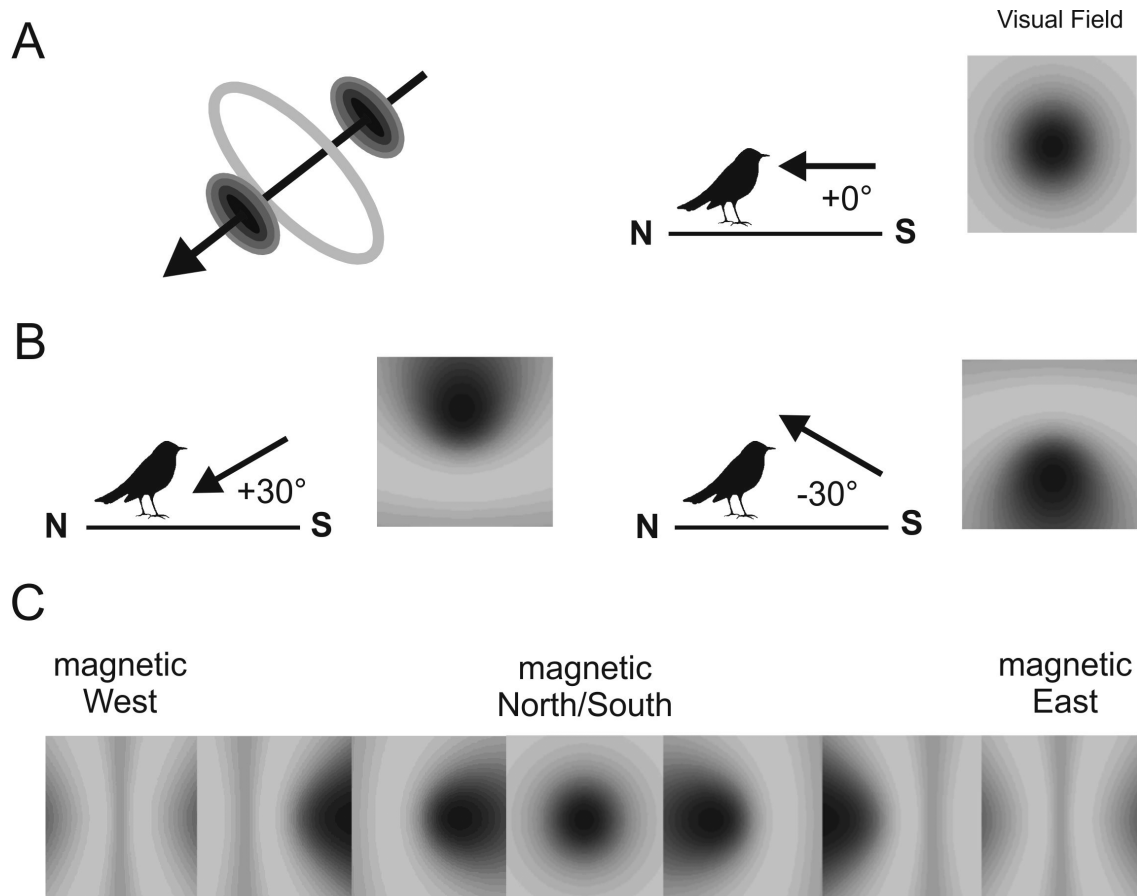 A
Visual Field
+0°
N
S
B
+30°
N
S
-30°
N
S
C
magnetic
West
magnetic
North/South
magnetic
East